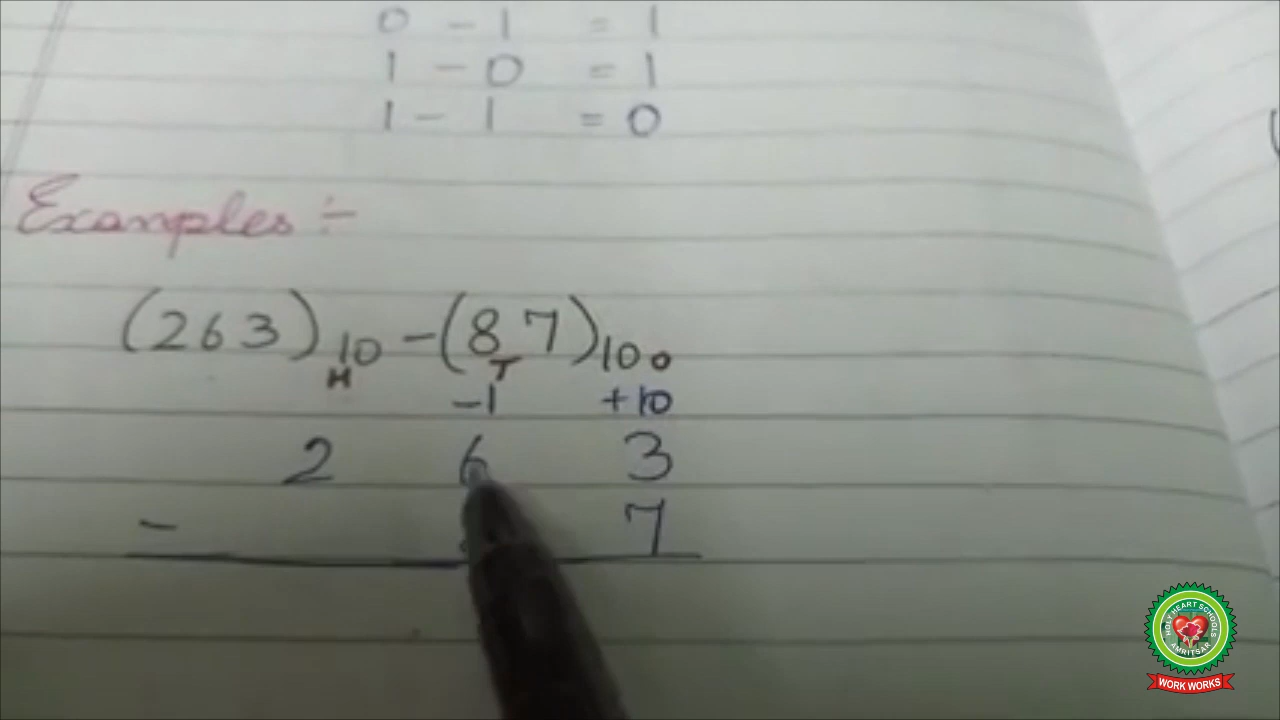 0 - 1 = 1
1 - 0 = 1
1 - 1 = 0
Examples :-
(263)10 - (87)10
H T O
-1 +10
2 6 3
- 7
HOLY HEART SCHOOLS
AMRITSAR
WORK WORKS